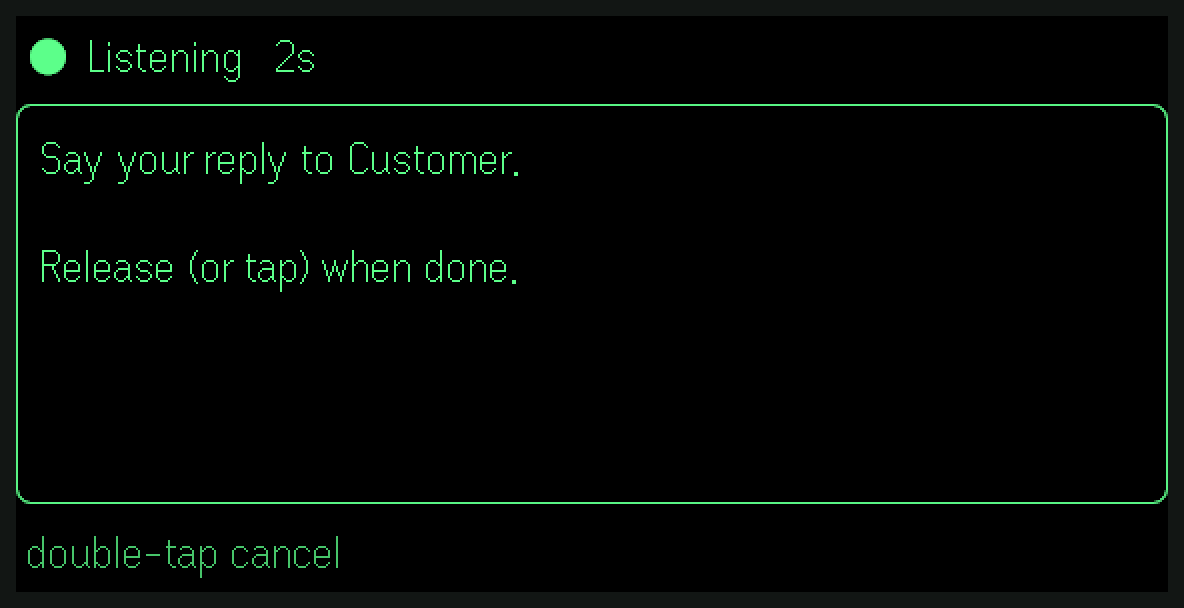 Listening 2s
Say your reply to Customer.
Release (or tap) when done.
double-tap cancel